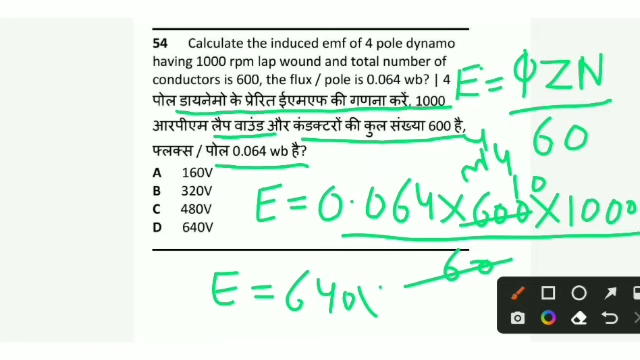 54 Calculate the induced emf of 4 pole dynamo
having 1000 rpm lap wound and total number of
conductors is 600, the flux / pole is 0.064 wb? | 4
पोल डायनेमो के प्रेरित ईएमएफ की गणना करें, 1000
आरपीएम लैप वाउंड और कंडक्टरों की कुल संख्या 600 है,
फ्लक्स / पोल 0.064 wb है?
A 160V
B 320V
C 480V
D 640V
E = ϕZN
60
E = 0.064 X 600 X 1000
10
60
E = 640V.